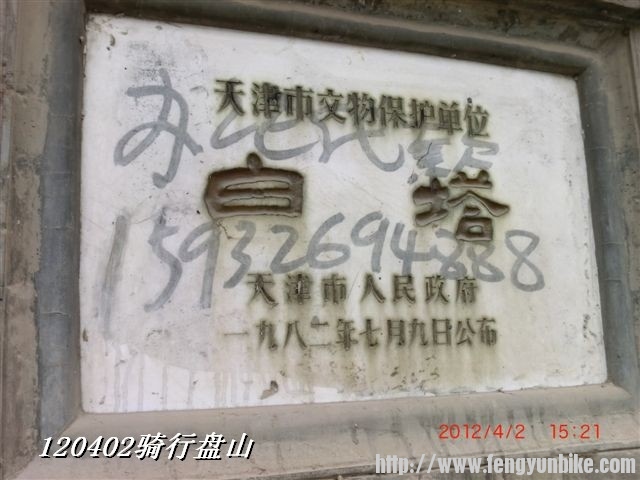 天津市文物保护单位
办证
白塔
15932694888
天津市人民政府
一九八二年七月九日公布
120402骑行盘山
2012/4/2 15:21
http://www.fengyunbike.com